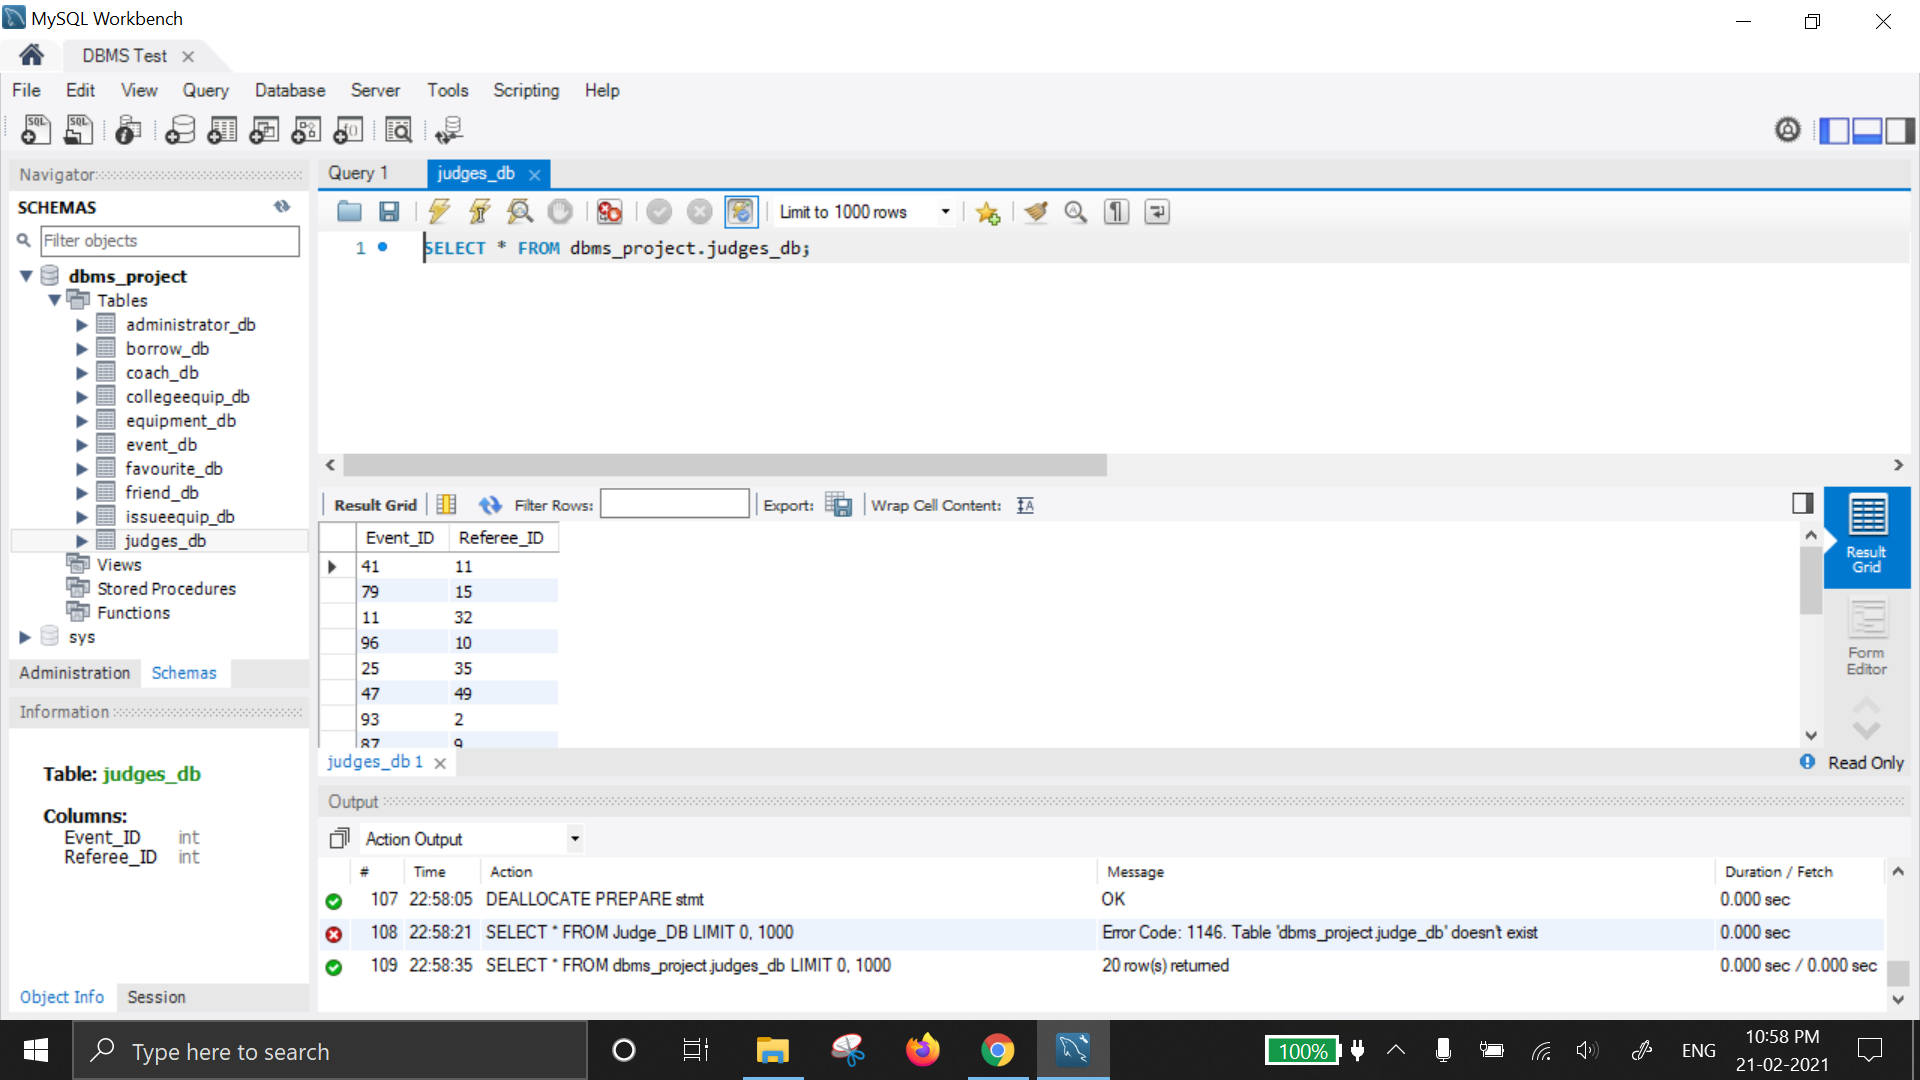 MySQL Workbench
DBMS Test
File Edit View Query Database Server Tools Scripting Help
Navigator
SCHEMAS
Filter objects
dbms_project
Tables
administrator_db
borrow_db
coach_db
collegeequip_db
equipment_db
event_db
favourite_db
friend_db
issueequip_db
judges_db
Views
Stored Procedures
Functions
sys
Administration Schemas
Information
Table: judges_db
Columns:
Event_ID int
Referee_ID int
Object Info Session
Query 1 judges_db
Limit to 1000 rows
1 SELECT * FROM dbms_project.judges_db;
Result Grid Filter Rows: Export: Wrap Cell Content:
Event_ID Referee_ID
41 11
79 15
11 32
96 10
25 35
47 49
93 2
87 9
Result
Grid
Form
Editor
judges_db 1 Read Only
Output
Action Output
# Time Action Message Duration / Fetch
107 22:58:05 DEALLOCATE PREPARE stmt OK 0.000 sec
108 22:58:21 SELECT * FROM Judge_DB LIMIT 0, 1000 Error Code: 1146. Table 'dbms_project.judge_db' doesn't exist 0.000 sec
109 22:58:35 SELECT * FROM dbms_project.judges_db LIMIT 0, 1000 20 row(s) returned 0.000 sec / 0.000 sec
Type here to search
100%
ENG
10:58 PM
21-02-2021